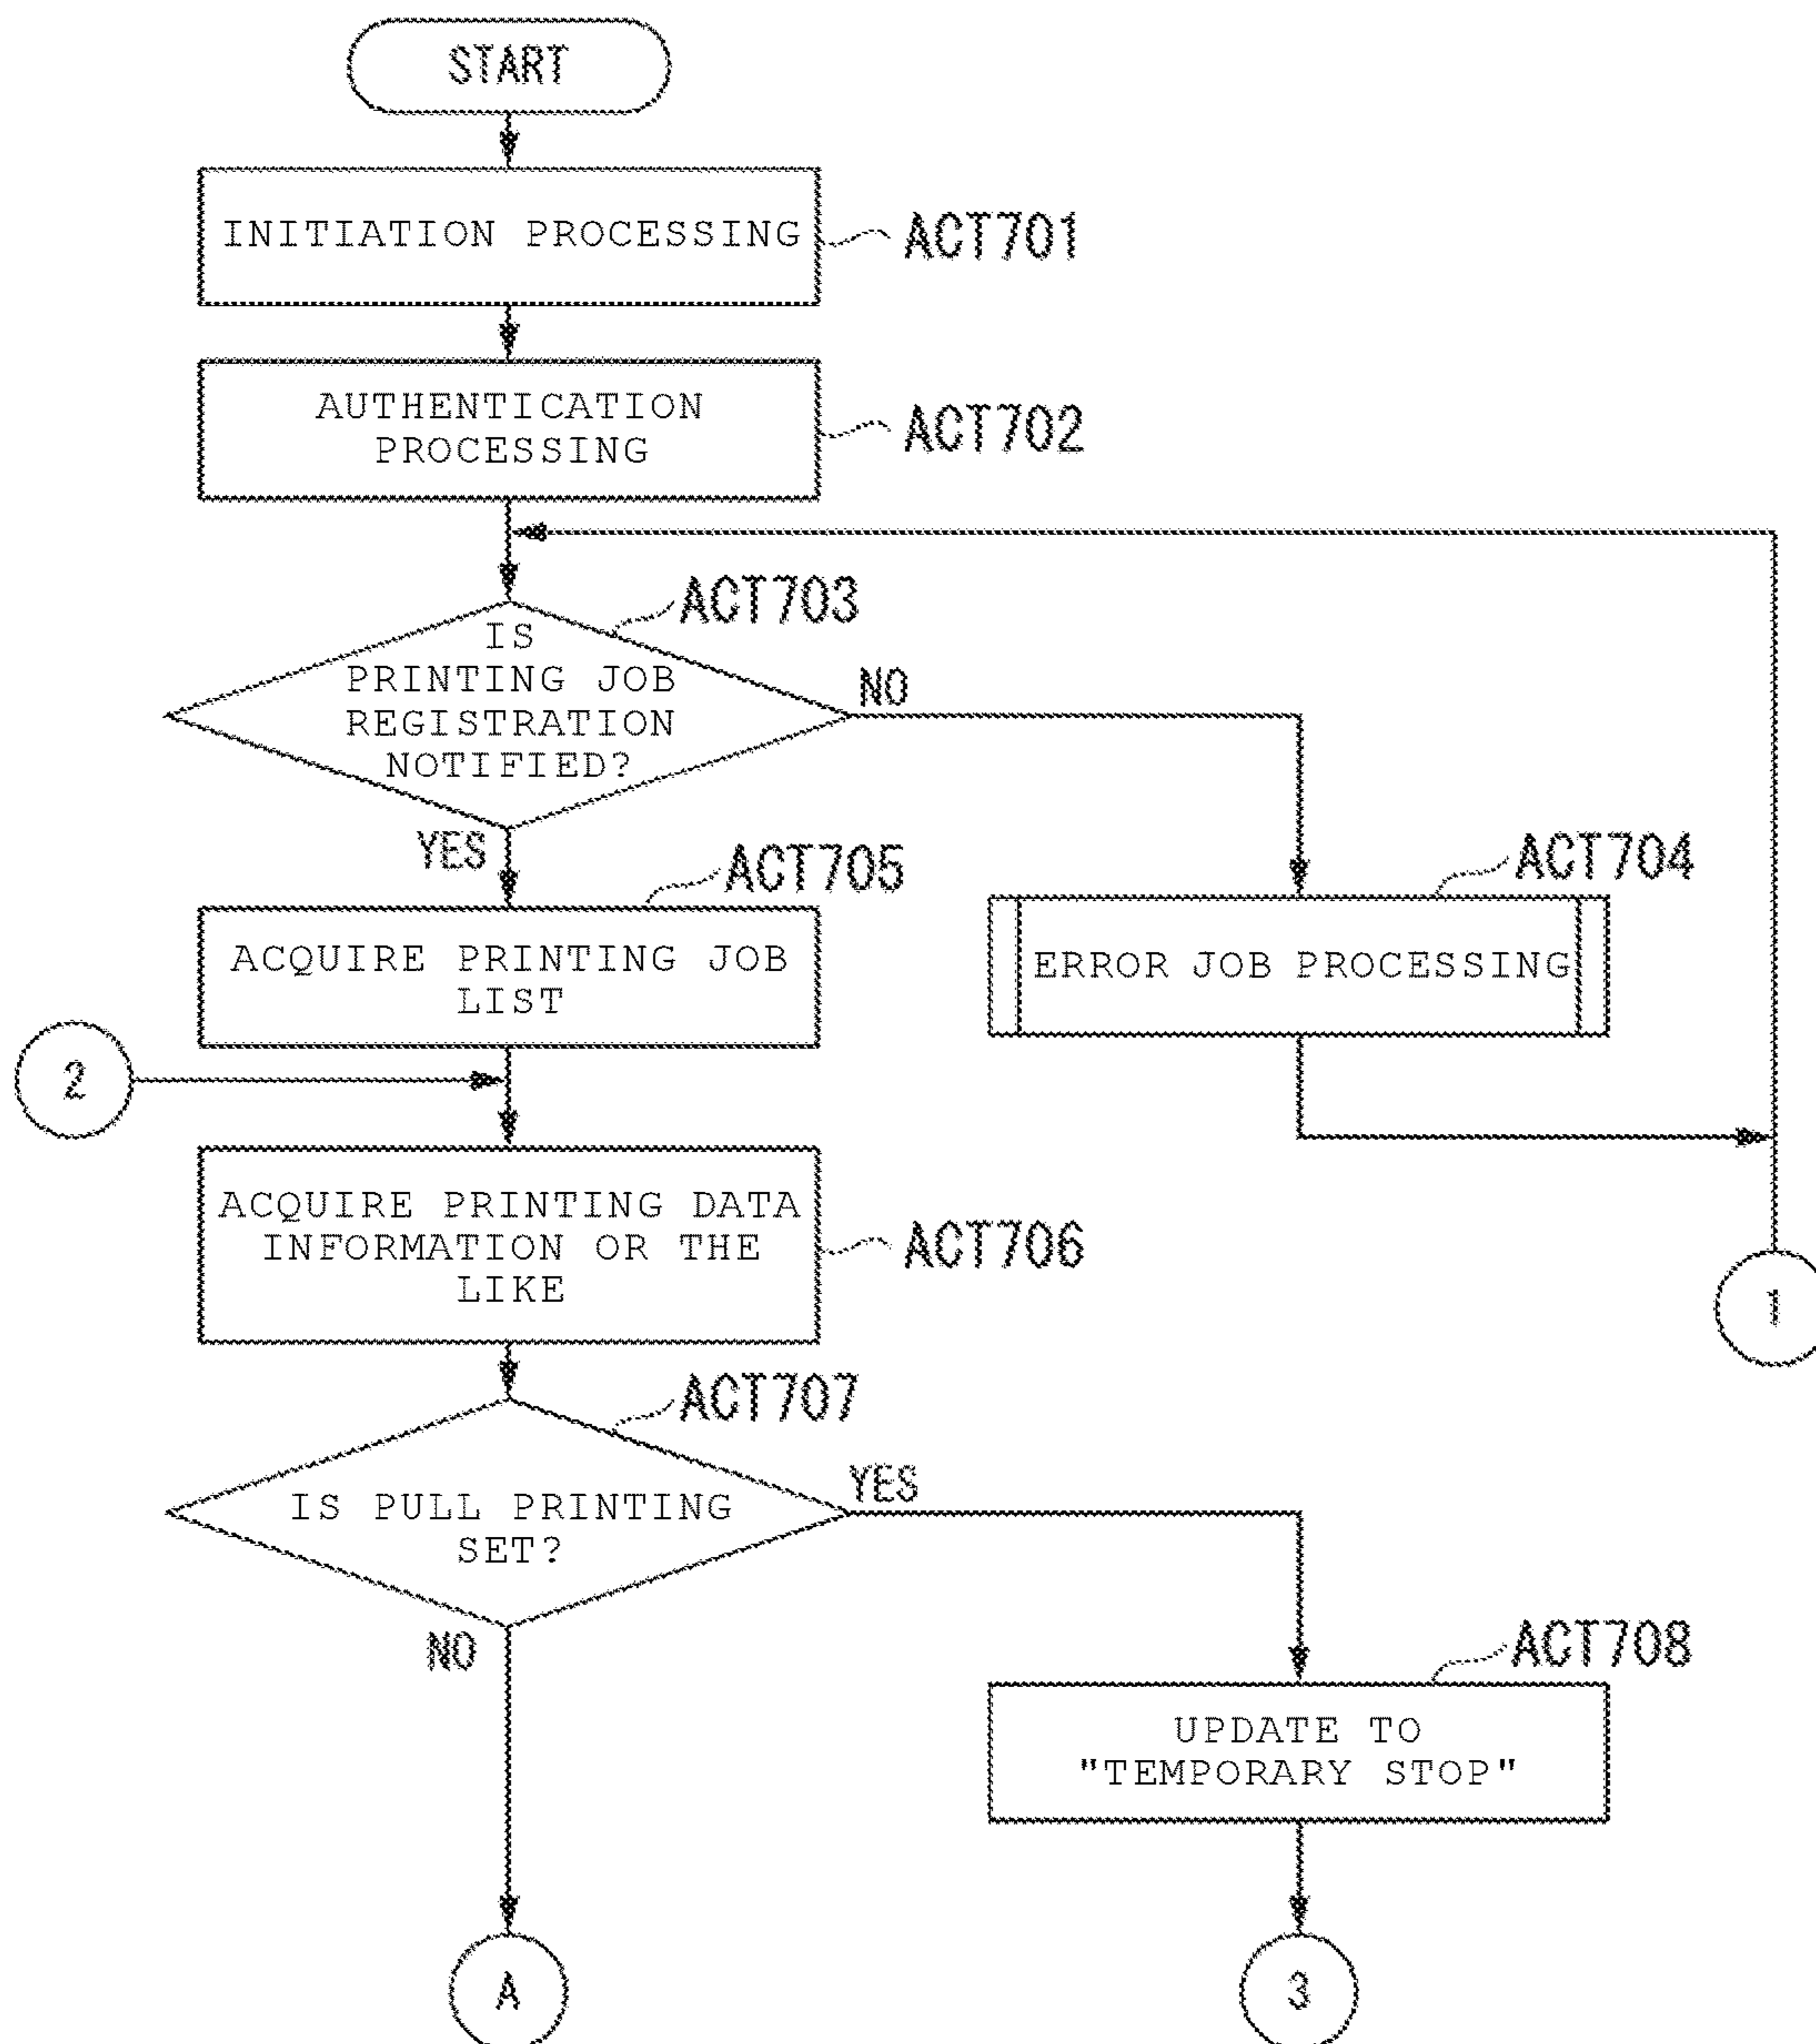 START
INITIATION PROCESSING
ACT701
AUTHENTICATION
PROCESSING
ACT702
ACT703
IS
PRINTING JOB
REGISTRATION
NOTIFIED?
NO
YES
ACT705
ACT704
ACQUIRE PRINTING JOB
LIST
ERROR JOB PROCESSING
2
ACQUIRE PRINTING DATA
INFORMATION OR THE
LIKE
ACT706
1
ACT707
IS PULL PRINTING
SET?
YES
NO
ACT708
UPDATE TO
"TEMPORARY STOP"
A
3